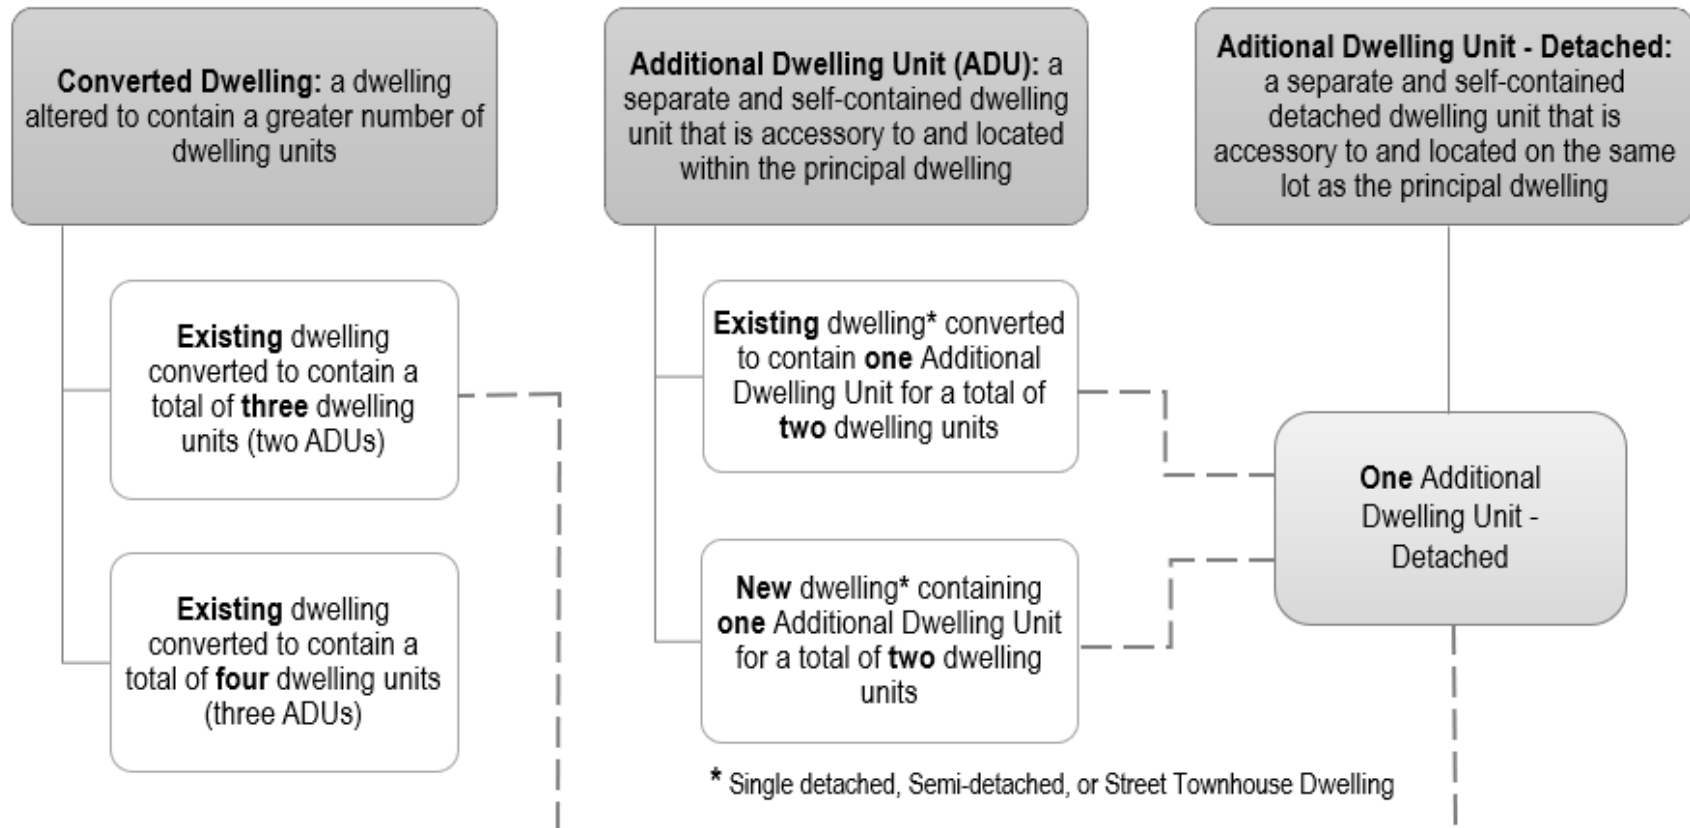 Converted Dwelling: a dwelling
altered to contain a greater number of
dwelling units
Existing dwelling
converted to contain a
total of three dwelling
units (two ADUs)
Existing dwelling
converted to contain a
total of four dwelling units
(three ADUs)
Additional Dwelling Unit (ADU): a
separate and self-contained dwelling
unit that is accessory to and located
within the principal dwelling
Existing dwelling* converted
to contain one Additional
Dwelling Unit for a total of
two dwelling units
New dwelling* containing
one Additional Dwelling Unit
for a total of two dwelling
units
Aditional Dwelling Unit - Detached:
a separate and self-contained
detached dwelling unit that is
accessory to and located on the same
lot as the principal dwelling
One Additional
Dwelling Unit -
Detached
* Single detached, Semi-detached, or Street Townhouse Dwelling